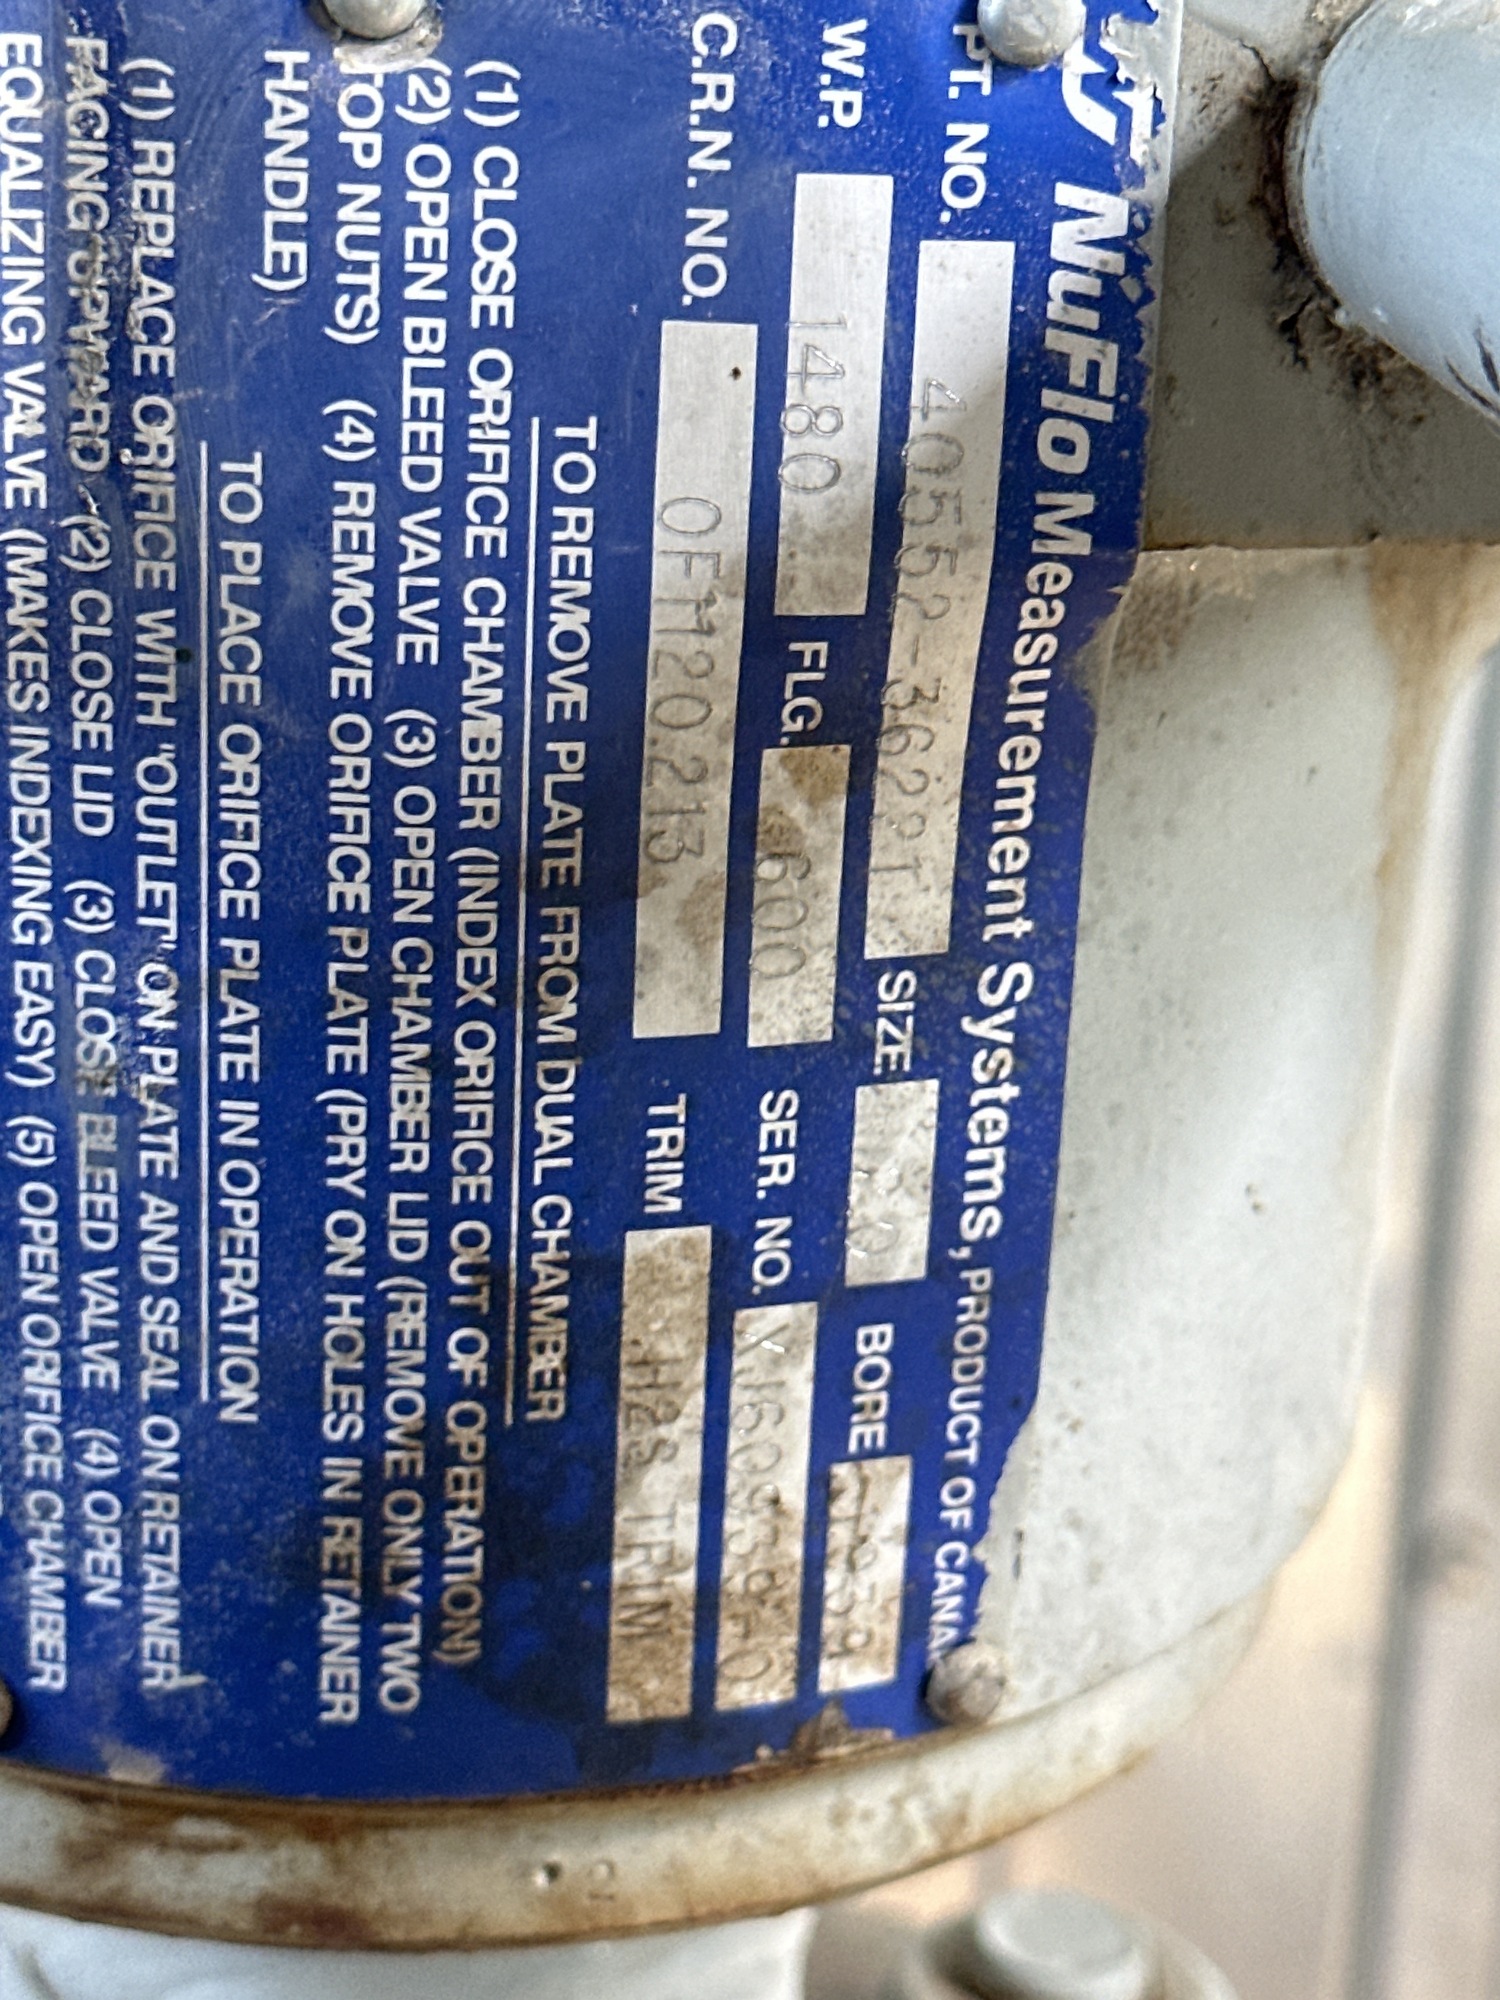 NuFlo Measurement Systems, PRODUCT OF CANA
PT. NO. 40552-3622T SIZE BORE
W.P. 1480 FLG. 600 SER. NO.
C.R.N. NO. 0F1120.213 TRIM H2S TRIM
TO REMOVE PLATE FROM DUAL CHAMBER
(1) CLOSE ORIFICE CHAMBER (INDEX ORIFICE OUT OF OPERATION)
(2) OPEN BLEED VALVE (3) OPEN CHAMBER LID (REMOVE ONLY TWO
TOP NUTS) (4) REMOVE ORIFICE PLATE (PRY ON HOLES IN RETAINER
HANDLE)
TO PLACE ORIFICE PLATE IN OPERATION
(1) REPLACE ORIFICE WITH "OUTLET" ON PLATE AND SEAL ON RETAINER
FACING UPWARD (2) CLOSE LID (3) CLOSE BLEED VALVE (4) OPEN
EQUALIZING VALVE (MAKES INDEXING EASY) (5) OPEN ORIFICE CHAMBER